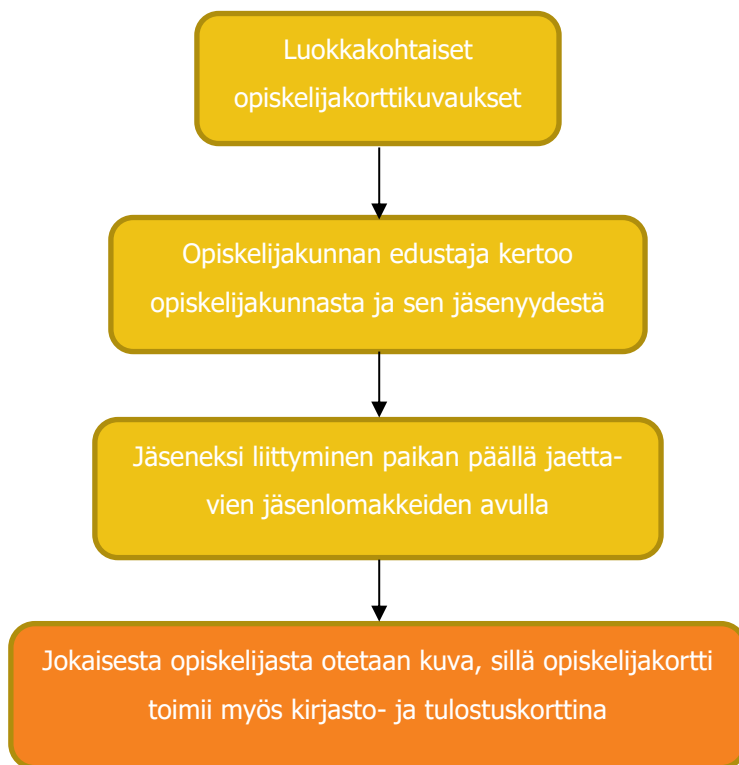 Luokkakohtaiset
opiskelijakorttikuvaukset
Opiskelijakunnan edustaja kertoo
opiskelijakunnasta ja sen jäsenyydestä
Jäseneksi liittyminen paikan päällä jaetta-
vien jäsenlomakkeiden avulla
Jokaisesta opiskelijasta otetaan kuva, sillä opiskelijakortti
toimii myös kirjasto- ja tulostuskorttina